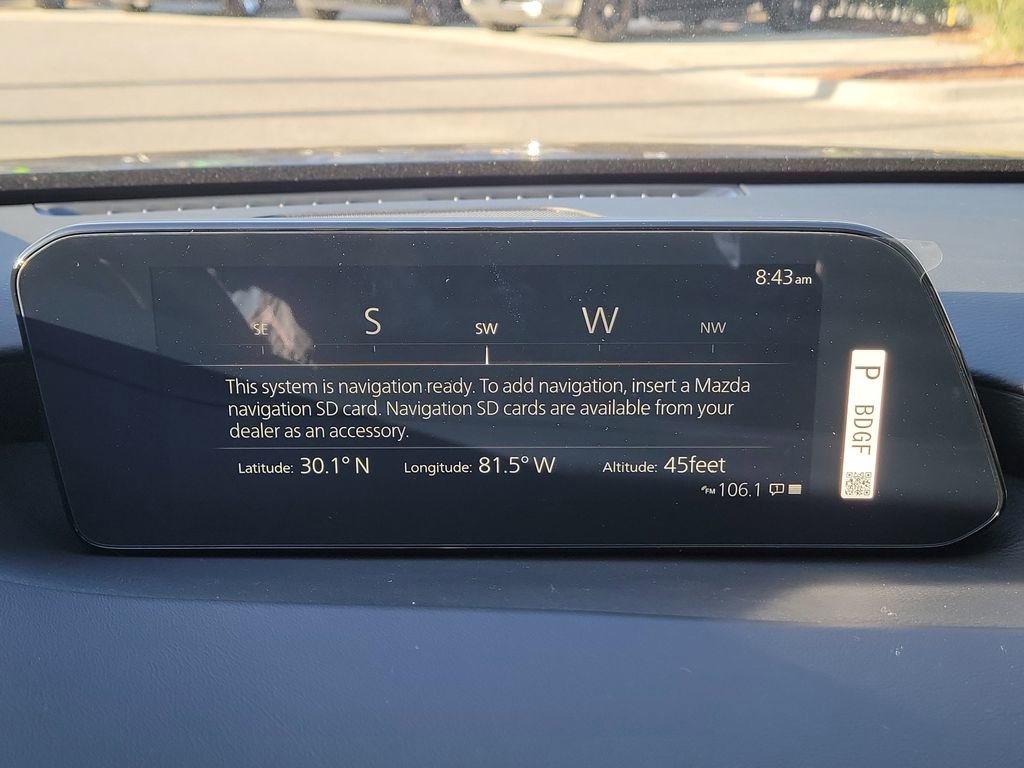 8:43am
SE S SW W NW
This system is navigation ready. To add navigation, insert a Mazda
navigation SD card. Navigation SD cards are available from your
dealer as an accessory.
Latitude: 30.1° N Longitude: 81.5° W Altitude: 45feet
FM 106.1 1
P BDGF